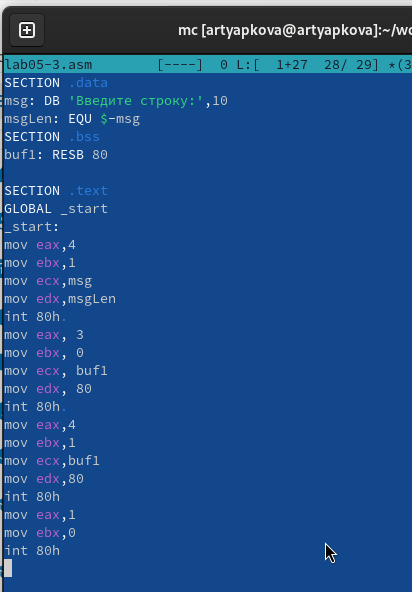 mc [artyapkova@artyapkova]:~/wo
lab05-3.asm [----] 0 L:[ 1+27 28/ 29] *(3
SECTION .data
msg: DB 'Введите строку:',10
msgLen: EQU $-msg
SECTION .bss
buf1: RESB 80
SECTION .text
GLOBAL _start
_start:
mov eax,4
mov ebx,1
mov ecx,msg
mov edx,msgLen
int 80h.
mov eax, 3
mov ebx, 0
mov ecx, buf1
mov edx, 80
int 80h.
mov eax,4
mov ebx,1
mov ecx,buf1
mov edx,80
int 80h
mov eax,1
mov ebx,0
int 80h